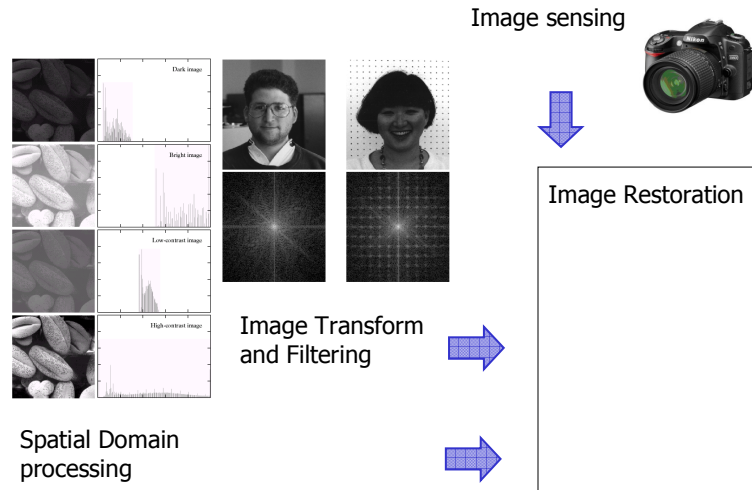 Image sensing
Nikon
Dark image
Bright image
Image Restoration
Low-contrast image
High-contrast image
Image Transform
and Filtering
Spatial Domain
processing